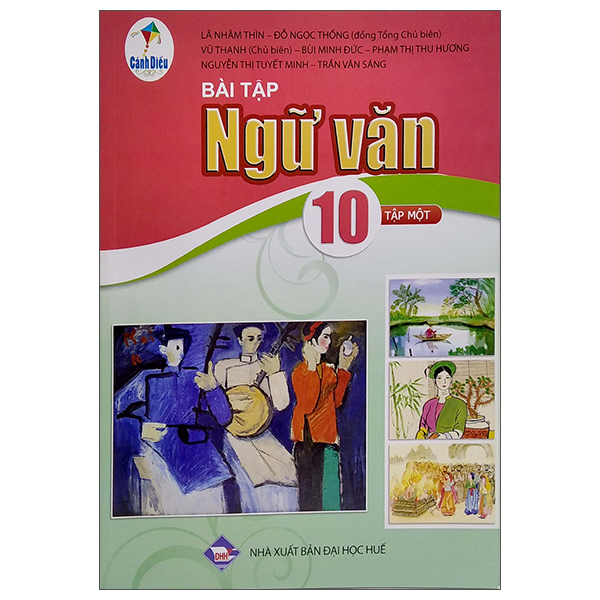 Cánh Diều
LÃ NHÂM THÌN – ĐỖ NGỌC THỐNG (đồng Tổng Chủ biên)
VŨ THANH (Chủ biên) – BÙI MINH ĐỨC – PHẠM THỊ THU HƯƠNG
NGUYỄN THỊ TUYẾT MINH – TRẦN VĂN SÁNG
BÀI TẬP
Ngữ văn
10
TẬP MỘT
ĐHH
NHÀ XUẤT BẢN ĐẠI HỌC HUẾ